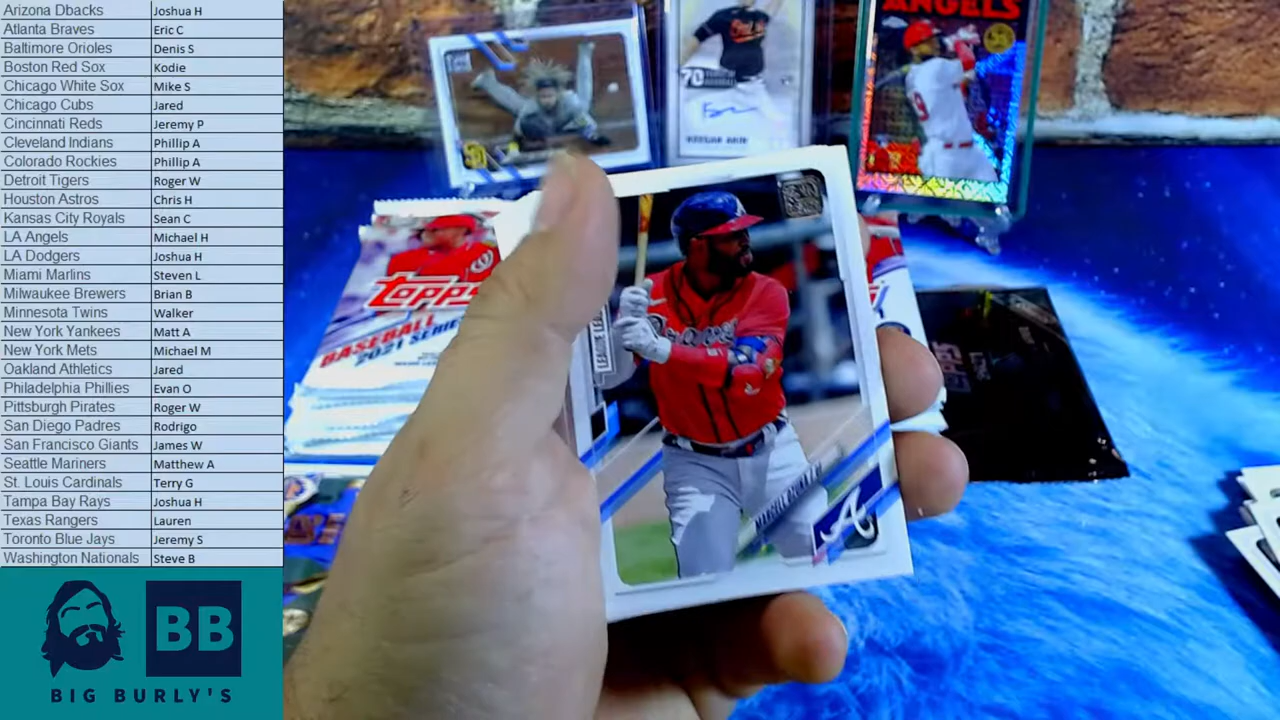 Arizona Dbacks Joshua H
Atlanta Braves Eric C
Baltimore Orioles Denis S
Boston Red Sox Kodie
Chicago White Sox Mike S
Chicago Cubs Jared
Cincinnati Reds Jeremy P
Cleveland Indians Phillip A
Colorado Rockies Phillip A
Detroit Tigers Roger W
Houston Astros Chris H
Kansas City Royals Sean C
LA Angels Michael H
LA Dodgers Joshua H
Miami Marlins Steven L
Milwaukee Brewers Brian B
Minnesota Twins Walker
New York Yankees Matt A
New York Mets Michael M
Oakland Athletics Jared
Philadelphia Phillies Evan O
Pittsburgh Pirates Roger W
San Diego Padres Rodrigo
San Francisco Giants James W
Seattle Mariners Matthew A
St. Louis Cardinals Terry G
Tampa Bay Rays Joshua H
Texas Rangers Lauren
Toronto Blue Jays Jeremy S
Washington Nationals Steve B
BB
BIG BURLY'S
ANGELS
70
9
Topps
BASEBALL
2021 SERIES
Braves
MARCELL OZUNA
A